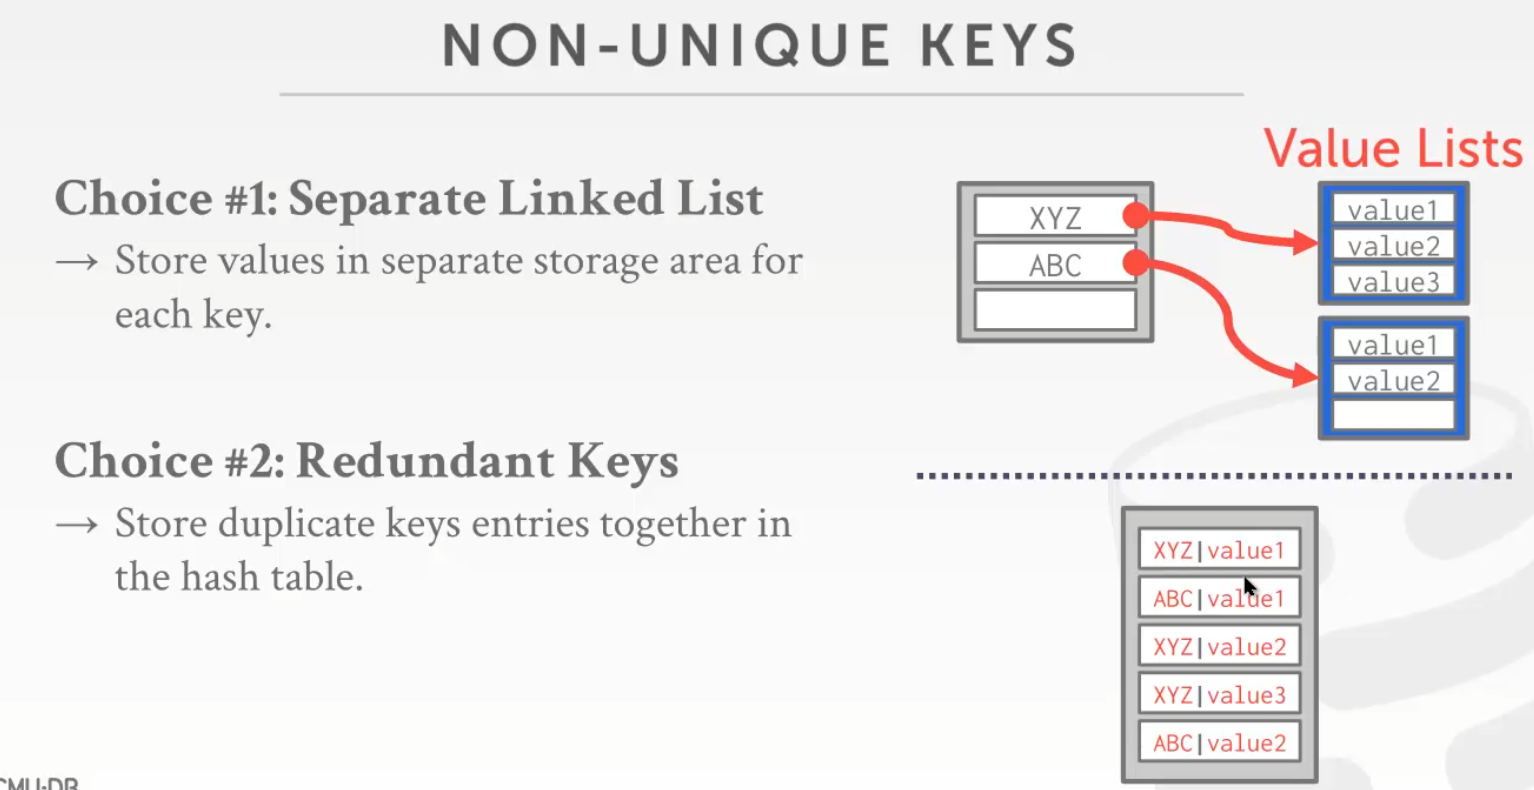 NON-UNIQUE KEYS
Choice #1: Separate Linked List
→ Store values in separate storage area for
each key.
Choice #2: Redundant Keys
→ Store duplicate keys entries together in
the hash table.
Value Lists
XYZ
ABC
value1
value2
value3
value1
value2
XYZ|value1
ABC|value1
XYZ|value2
XYZ|value3
ABC|value2
CMU·DB